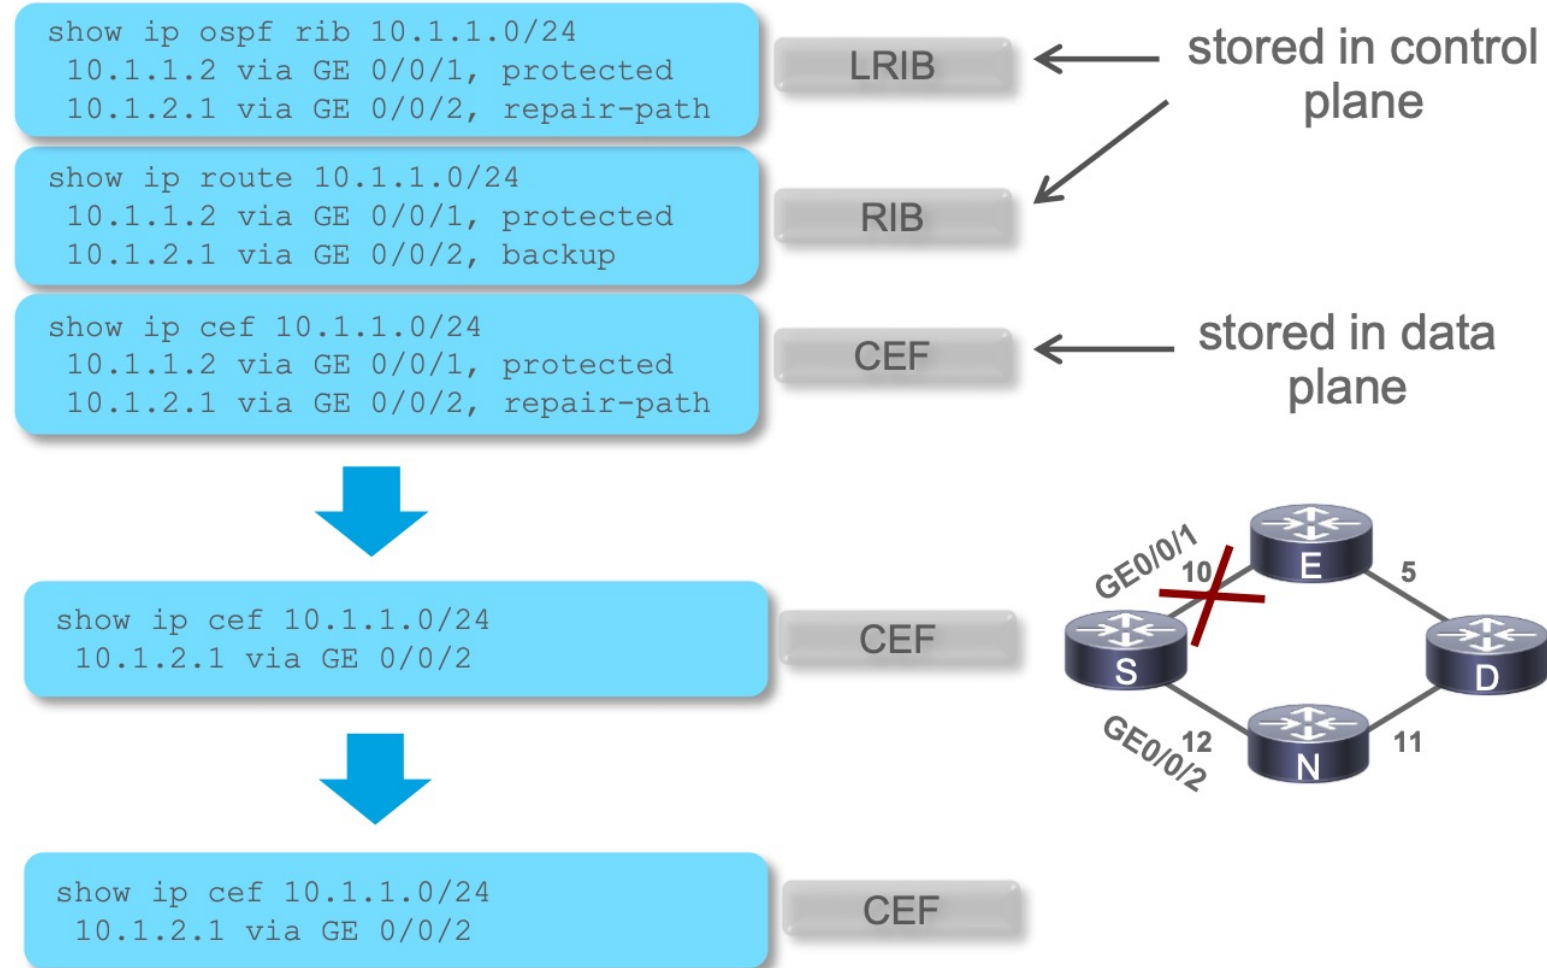 show ip ospf rib 10.1.1.0/24
10.1.1.2 via GE 0/0/1, protected
10.1.2.1 via GE 0/0/2, repair-path
LRIB
stored in control
plane
show ip route 10.1.1.0/24
10.1.1.2 via GE 0/0/1, protected
10.1.2.1 via GE 0/0/2, backup
RIB
show ip cef 10.1.1.0/24
10.1.1.2 via GE 0/0/1, protected
10.1.2.1 via GE 0/0/2, repair-path
CEF
stored in data
plane
show ip cef 10.1.1.0/24
10.1.2.1 via GE 0/0/2
CEF
GE0/0/1
10
E
5
S
D
GE0/0/2
12
N
11
show ip cef 10.1.1.0/24
10.1.2.1 via GE 0/0/2
CEF